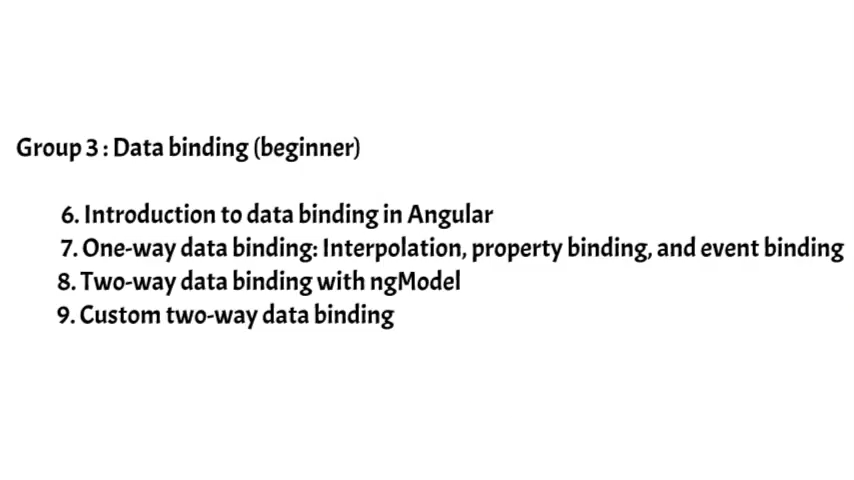 Group 3 : Data binding (beginner)
6. Introduction to data binding in Angular
7. One-way data binding: Interpolation, property binding, and event binding
8. Two-way data binding with ngModel
9. Custom two-way data binding